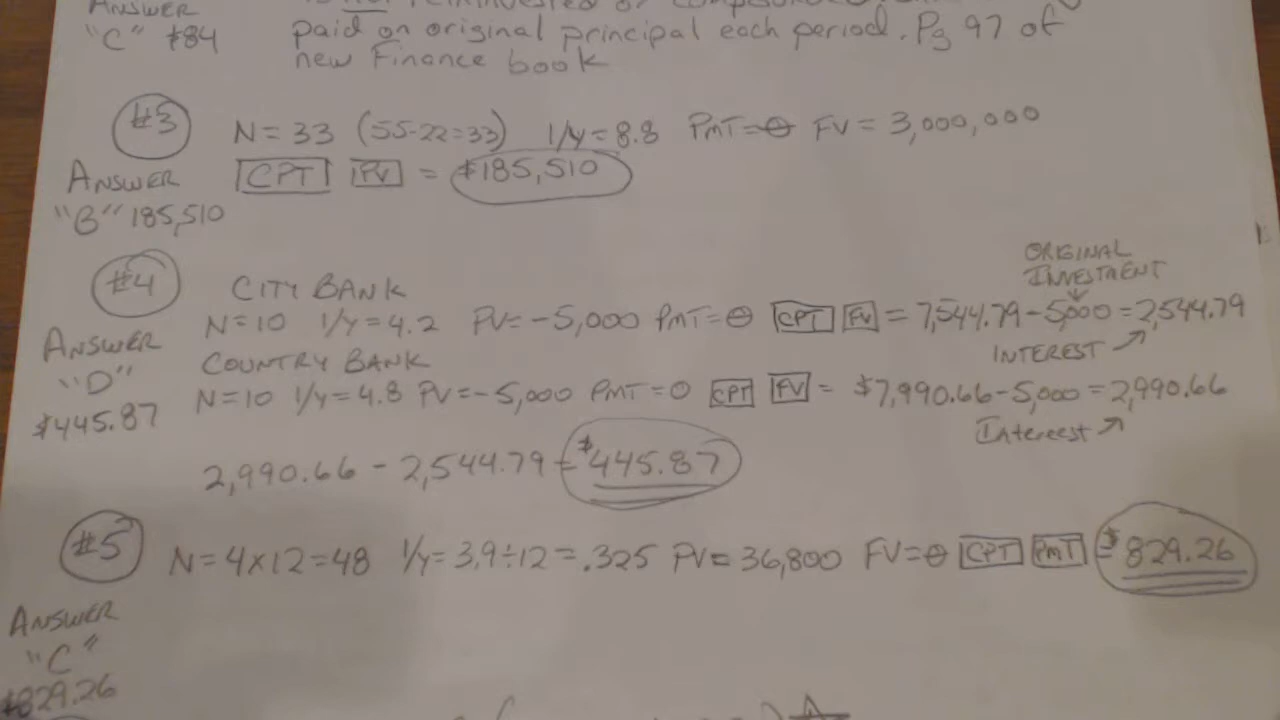 ANSWER
"C" $84
paid on original principal each period. Pg 97 of
new Finance book
#3 N = 33 (55-22=33) I/Y = 8.8 PMT=0 FV = 3,000,000
ANSWER CPT PV = $185,510
"B" 185,510
#4 CITY BANK
ORIGINAL
INVESTMENT
N=10 I/Y=4.2 PV=-5,000 PMT=0 CPT FV = 7,544.79-5,000=2,544.79
ANSWER
INTEREST
"D"
COUNTRY BANK
N=10 I/Y=4.8 PV=-5,000 PMT=0 CPT FV = $7,990.66-5,000=2,990.66
$445.87
Intereest
2,990.66 - 2,544.79 = $445.87
#5 N=4x12=48 I/Y=3.9÷12=.325 PV=36,800 FV=0 CPT PMT = $829.26
ANSWER
"C"
$829.26